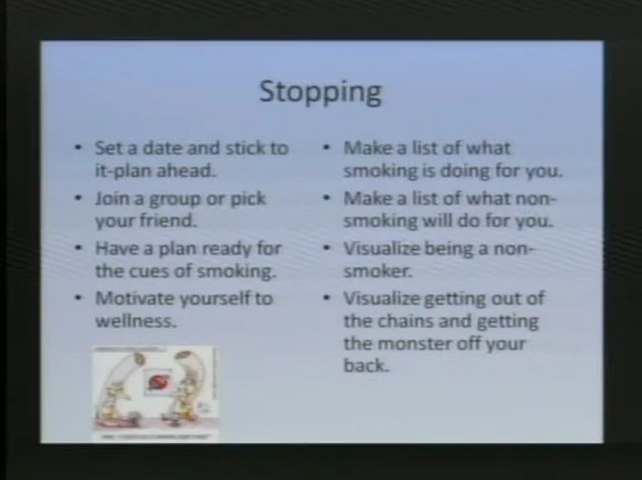 Stopping
• Set a date and stick to
it-plan ahead.
• Join a group or pick
your friend.
• Have a plan ready for
the cues of smoking.
• Motivate yourself to
wellness.
• Make a list of what
smoking is doing for you.
• Make a list of what non-
smoking will do for you.
• Visualize being a non-
smoker.
• Visualize getting out of
the chains and getting
the monster off your
back.